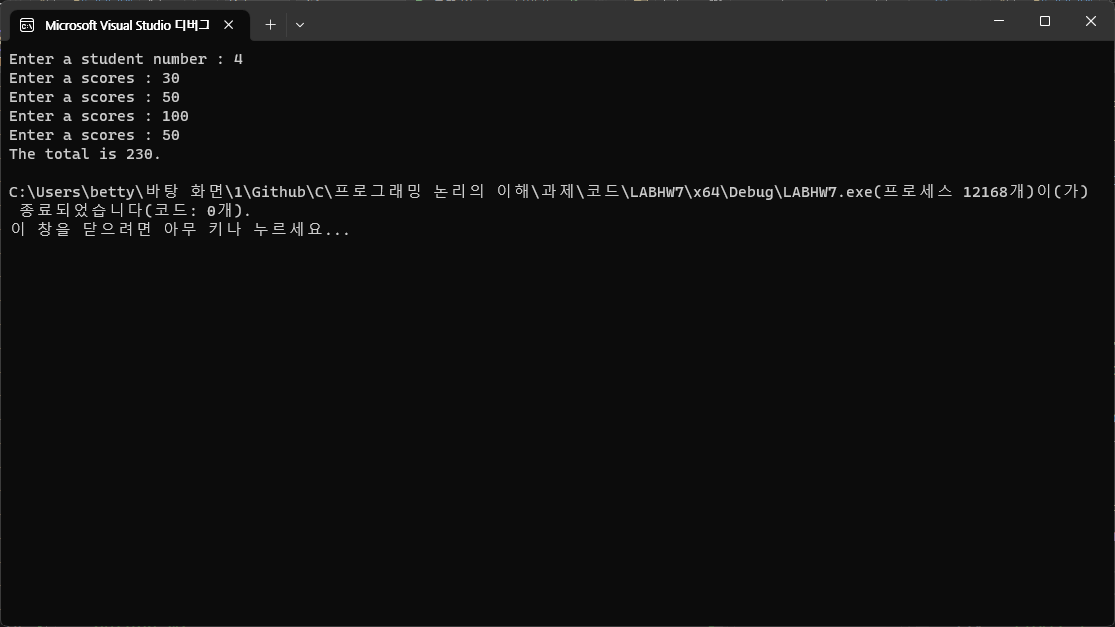 Microsoft Visual Studio 디버그
Enter a student number : 4
Enter a scores : 30
Enter a scores : 50
Enter a scores : 100
Enter a scores : 50
The total is 230.
C:\Users\betty\바탕 화면\1\Github\C\프로그래밍 논리의 이해\과제\코드\LABHW7\x64\Debug\LABHW7.exe(프로세스 12168개)이(가)
종료되었습니다(코드: 0개).
이 창을 닫으려면 아무 키나 누르세요...